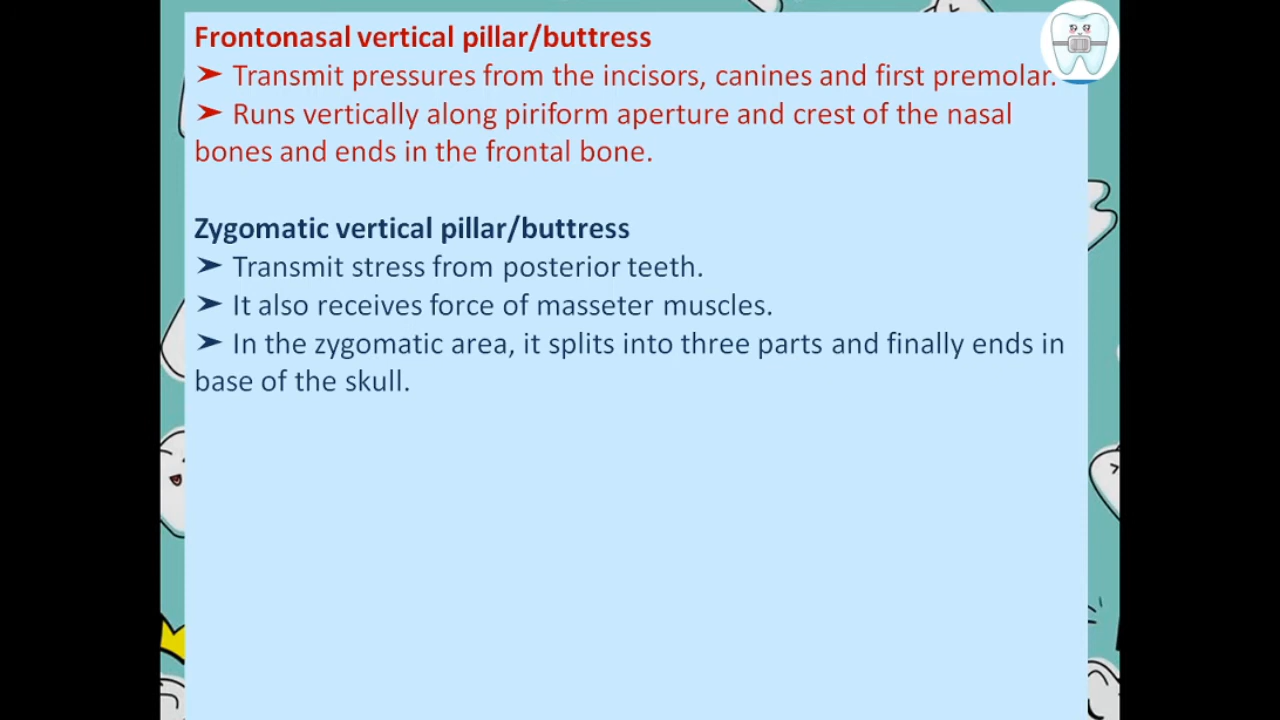 Frontonasal vertical pillar/buttress
➤ Transmit pressures from the incisors, canines and first premolar.
➤ Runs vertically along piriform aperture and crest of the nasal
bones and ends in the frontal bone.
Zygomatic vertical pillar/buttress
➤ Transmit stress from posterior teeth.
➤ It also receives force of masseter muscles.
➤ In the zygomatic area, it splits into three parts and finally ends in
base of the skull.